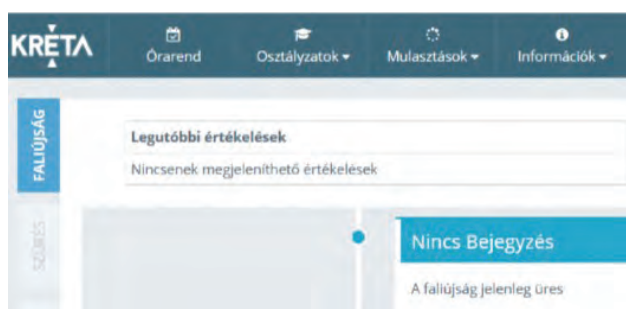 KRÉTA
Órarend
Osztályzatok
Mulasztások
Információk
FALIÚJSÁG
SZŰRÉS
Legutóbbi értékelések
Nincsenek megjeleníthető értékelések
Nincs Bejegyzés
A faliújság jelenleg üres